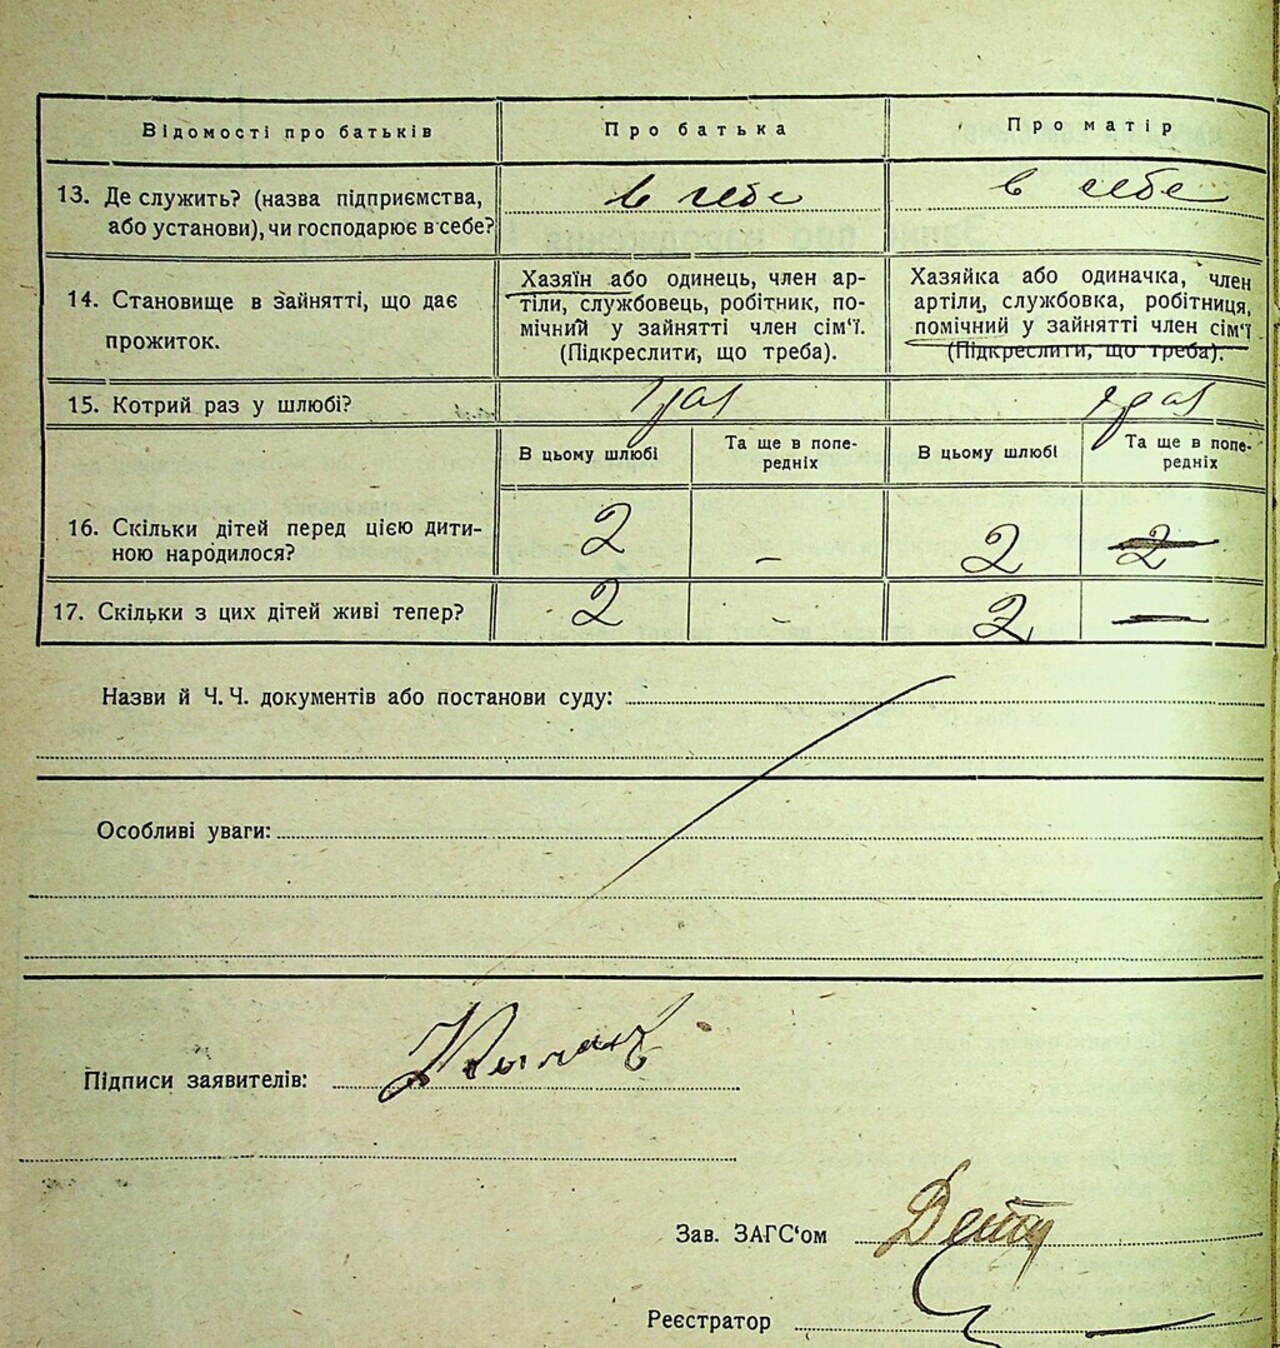 Відомості про батьків
Про батька
Про матір
13. Де служить? (назва підприємства, або установи), чи господарює в себе?
в себе
в себе
14. Становище в зайнятті, що дає прожиток.
Хазяїн або одинець, член ар-
тіли, службовець, робітник, по-
мічний у зайнятті член сім‘ї.
(Підкреслити, що треба).
Хазяйка або одиначка, член
артіли, службовка, робітниця,
помічний у зайнятті член сім‘ї
(Підкреслити, що треба).
15. Котрий раз у шлюбі?
1 раз
1 раз
В цьому шлюбі
Та ще в попе-
редніх
В цьому шлюбі
Та ще в попе-
редніх
16. Скільки дітей перед цією дити-
ною народилося?
2
-
2
2
17. Скільки з цих дітей живі тепер?
2
-
2
-
Назви й Ч. Ч. документів або постанови суду:
Особливі уваги:
Підписи заявителів:
Зав. ЗАГС‘ом
Реєстратор